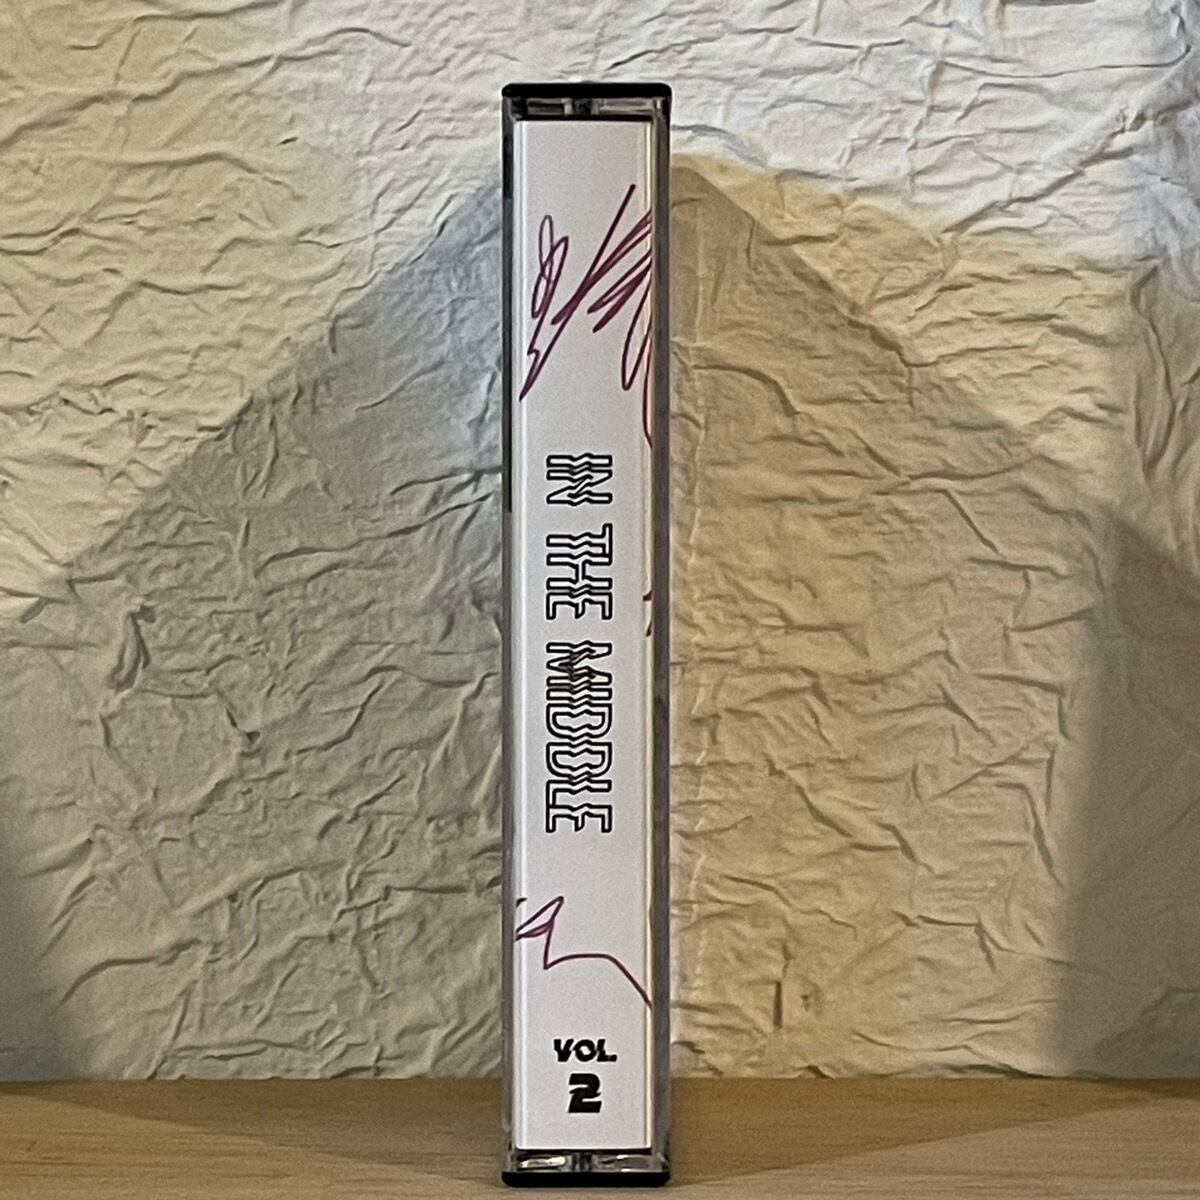 IN THE MIDDLE
VOL.
2